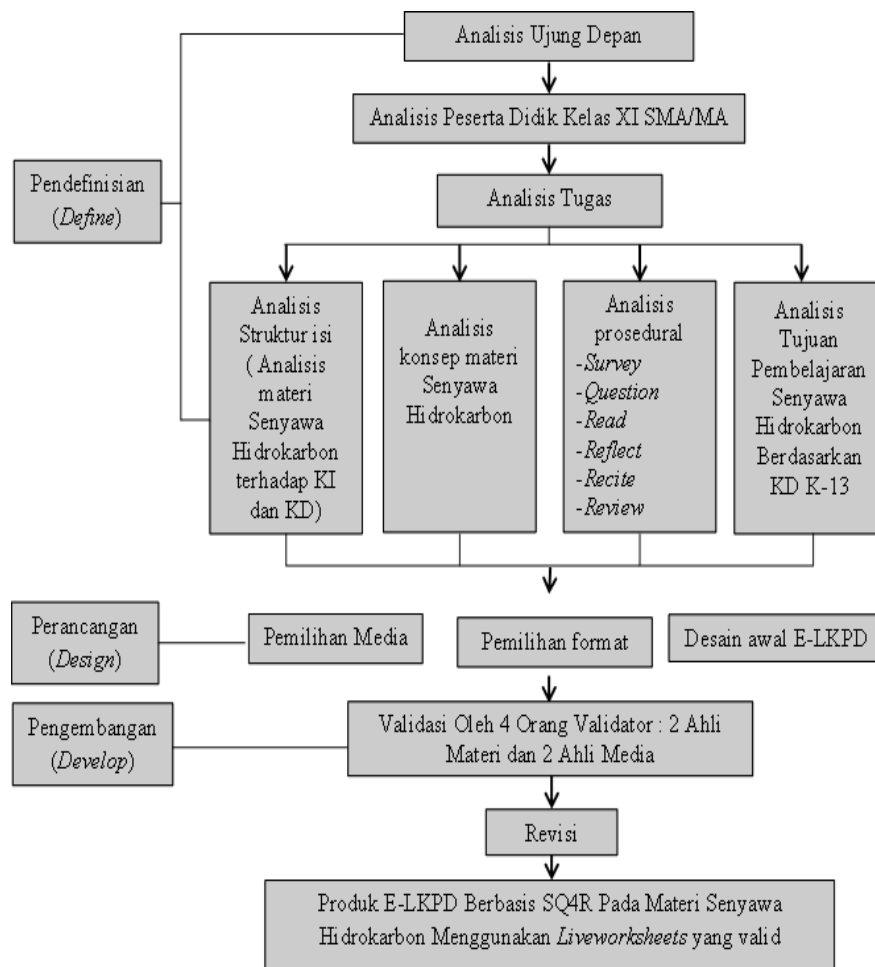 Analisis Ujung Depan
Analisis Peserta Didik Kelas XI SMA/MA
Pendefinisian
(Define)
Analisis Tugas
Analisis
Struktur isi
( Analisis
materi
Senyawa
Hidrokarbon
terhadap KI
dan KD)
Analisis
konsep materi
Senyawa
Hidrokarbon
Analisis
prosedural
-Survey
-Question
-Read
-Reflect
-Recite
-Review
Analisis
Tujuan
Pembelajaran
Senyawa
Hidrokarbon
Berdasarkan
KD K-13
Perancangan
(Design)
Pemilihan Media
Pemilihan format
Desain awal E-LKPD
Pengembangan
(Develop)
Validasi Oleh 4 Orang Validator : 2 Ahli
Materi dan 2 Ahli Media
Revisi
Produk E-LKPD Berbasis SQ4R Pada Materi Senyawa
Hidrokarbon Menggunakan Liveworksheets yang valid